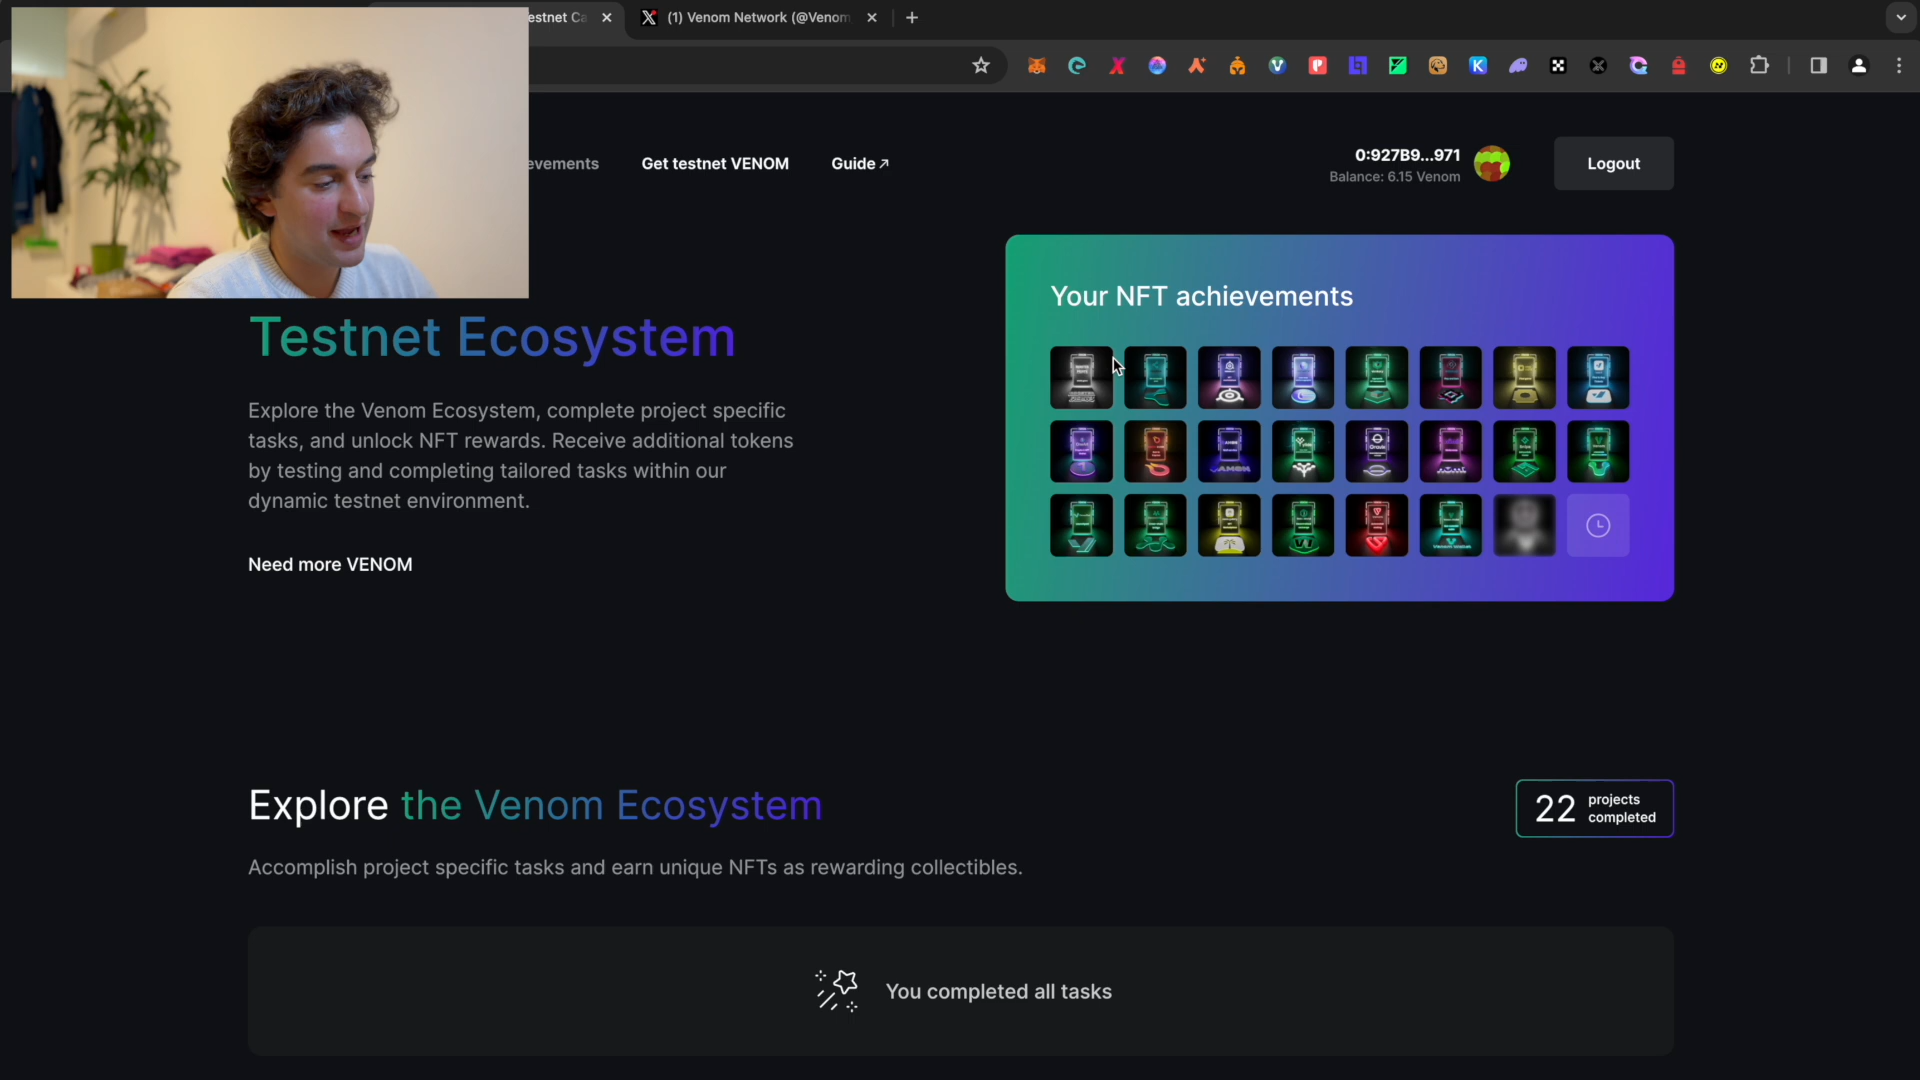 estnet Ca
(1) Venom Network (@Venom
evements
Get testnet VENOM
Guide↗
0:927B9...971
Balance: 6.15 Venom
Logout
Testnet Ecosystem
Explore the Venom Ecosystem, complete project specific
tasks, and unlock NFT rewards. Receive additional tokens
by testing and completing tailored tasks within our
dynamic testnet environment.
Need more VENOM
Your NFT achievements
Explore the Venom Ecosystem
22 projects
completed
Accomplish project specific tasks and earn unique NFTs as rewarding collectibles.
You completed all tasks